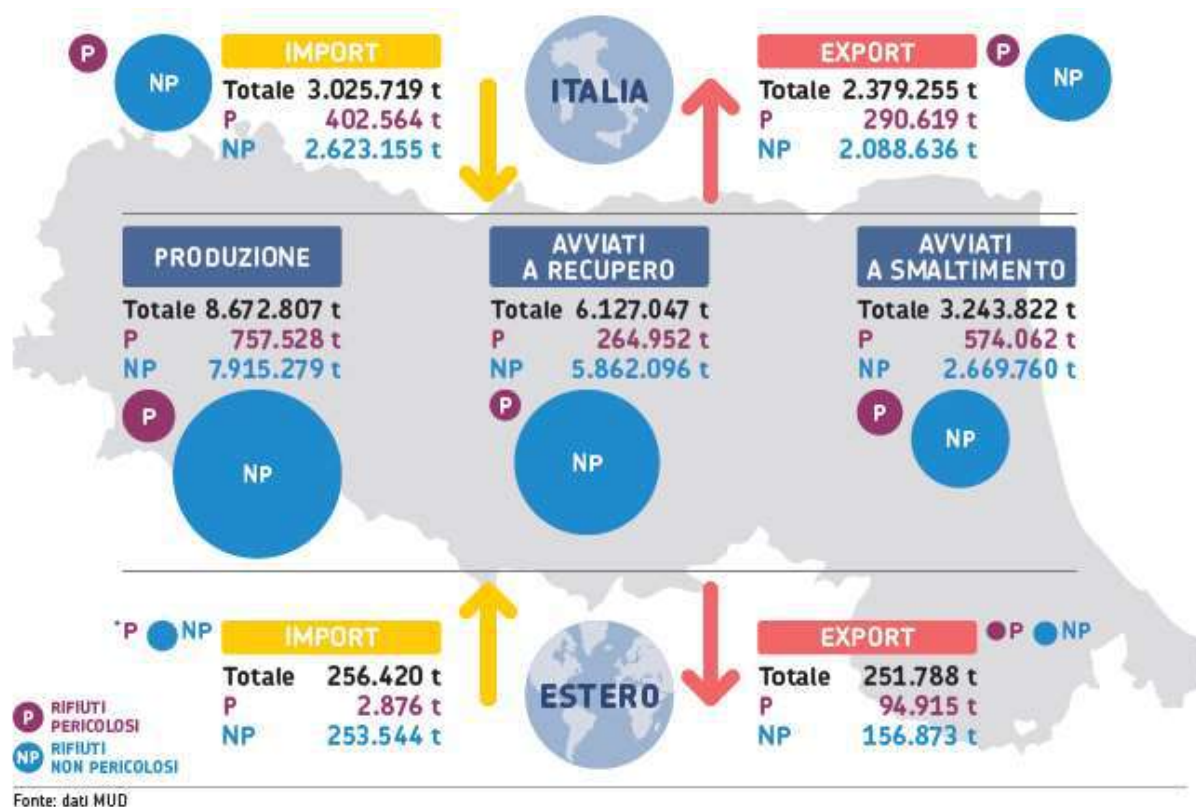 P
NP
IMPORT
Totale 3.025.719 t
P 402.564 t
NP 2.623.155 t
ITALIA
EXPORT
Totale 2.379.255 t
P 290.619 t
NP 2.088.636 t
P
NP
PRODUZIONE
Totale 8.672.807 t
P 757.528 t
NP 7.915.279 t
P
NP
AVVIATI
A RECUPERO
Totale 6.127.047 t
P 264.952 t
NP 5.862.096 t
P
NP
AVVIATI
A SMALTIMENTO
Totale 3.243.822 t
P 574.062 t
NP 2.669.760 t
P
NP
P NP
IMPORT
Totale 256.420 t
P 2.876 t
NP 253.544 t
ESTERO
EXPORT
Totale 251.788 t
P 94.915 t
NP 156.873 t
P NP
P RIFIUTI
PERICOLOSI
NP RIFIUTI
NON PERICOLOSI
Fonte: dati MUD